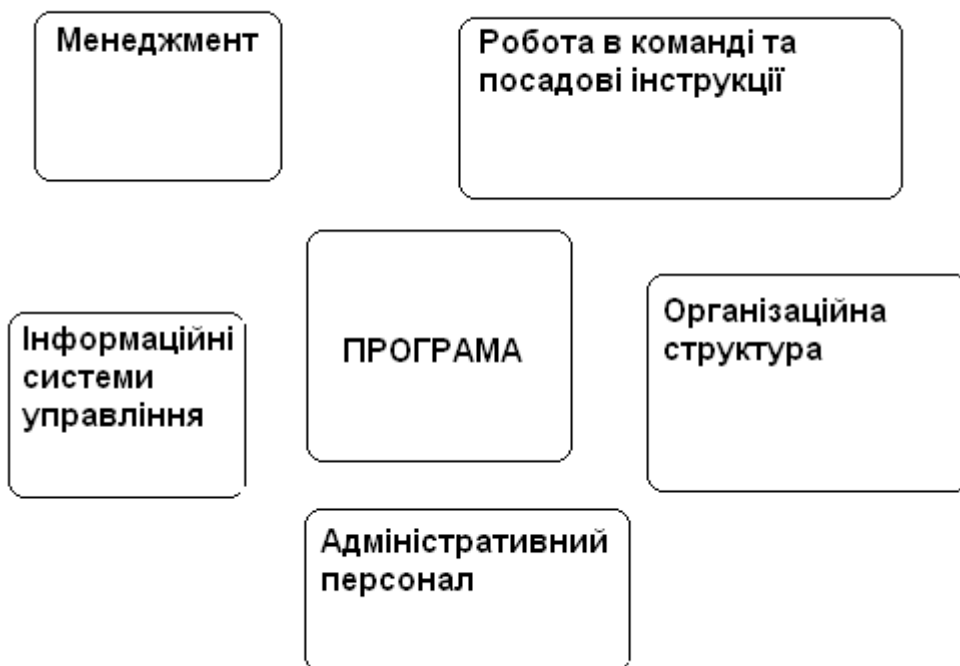 Менеджмент
Робота в команді та
посадові інструкції
Організаційна
структура
Інформаційні
системи
управління
ПРОГРАМА
Адміністративний
персонал